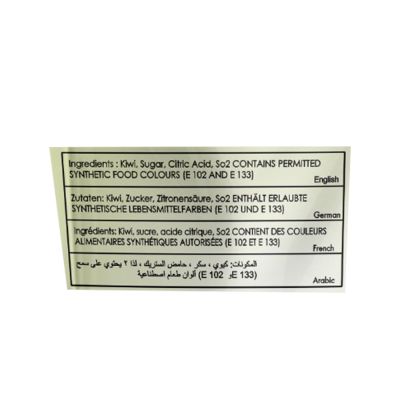 Ingredients : Kiwi, Sugar, Citric Acid, So2 CONTAINS PERMITTED
SYNTHETIC FOOD COLOURS (E 102 AND E 133)
English
Zutaten: Kiwi, Zucker, Zitronensäure, So2 ENTHÄLT ERLAUBTE
SYNTHETISCHE LEBENSMITTELFARBEN (E 102 UND E 133)
German
Ingrédients: Kiwi, sucre, acide citrique, So2 CONTIENT DES COULEURS
ALIMENTAIRES SYNTHÉTIQUES AUTORISÉES (E 102 ET E 133)
French
المكونات: كيوي ، سكر ، حامض الستريك ، لذا ٢ يحتوي على سمح
ألوان طعام اصطناعية (E 102 و E 133)
Arabic